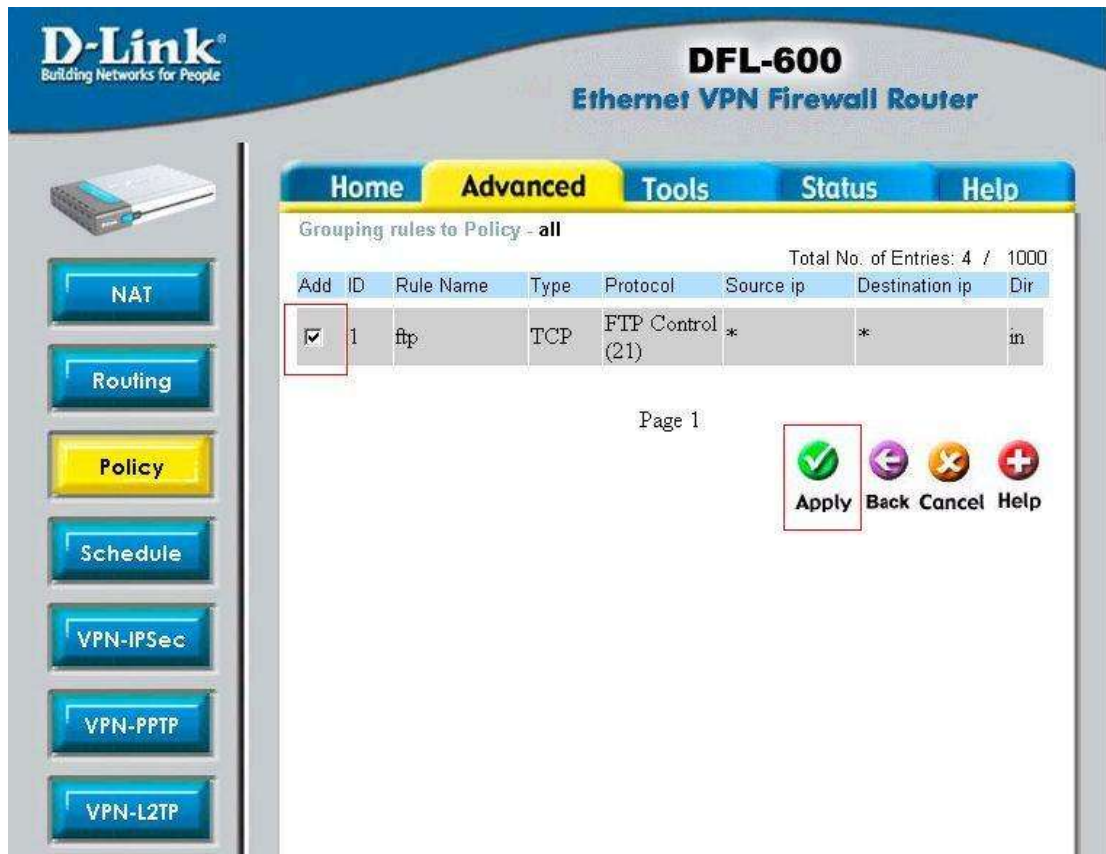 D-Link®
Building Networks for People
DFL-600
Ethernet VPN Firewall Router
Home Advanced Tools Status Help
Grouping rules to Policy - all
Total No. of Entries: 4 / 1000
Add ID Rule Name Type Protocol Source ip Destination ip Dir
1 ftp TCP FTP Control (21) * * in
Page 1
Apply Back Cancel Help
NAT
Routing
Policy
Schedule
VPN-IPSec
VPN-PPTP
VPN-L2TP